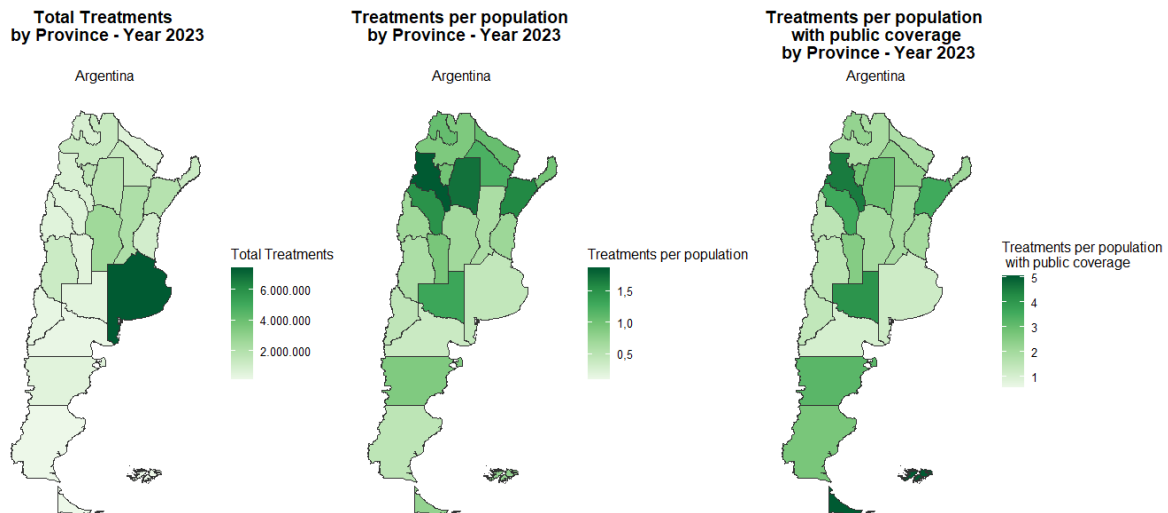 Total Treatments
by Province - Year 2023
Argentina
Total Treatments
6.000.000
4.000.000
2.000.000
Treatments per population
by Province - Year 2023
Argentina
Treatments per population
1,5
1,0
0,5
Treatments per population
with public coverage
by Province - Year 2023
Argentina
Treatments per population
with public coverage
5
4
3
2
1